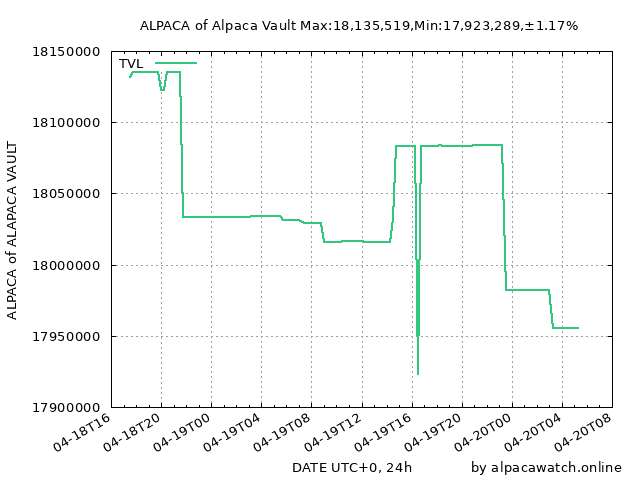 ALPACA of Alpaca Vault Max:18,135,519,Min:17,923,289,±1.17%
TVL
18150000
18100000
18050000
18000000
17950000
17900000
ALPACA of ALAPACA VAULT
04-18T16
04-18T20
04-19T00
04-19T04
04-19T08
04-19T12
04-19T16
04-19T20
04-20T00
04-20T04
04-20T08
DATE UTC+0, 24h
by alpacawatch.online